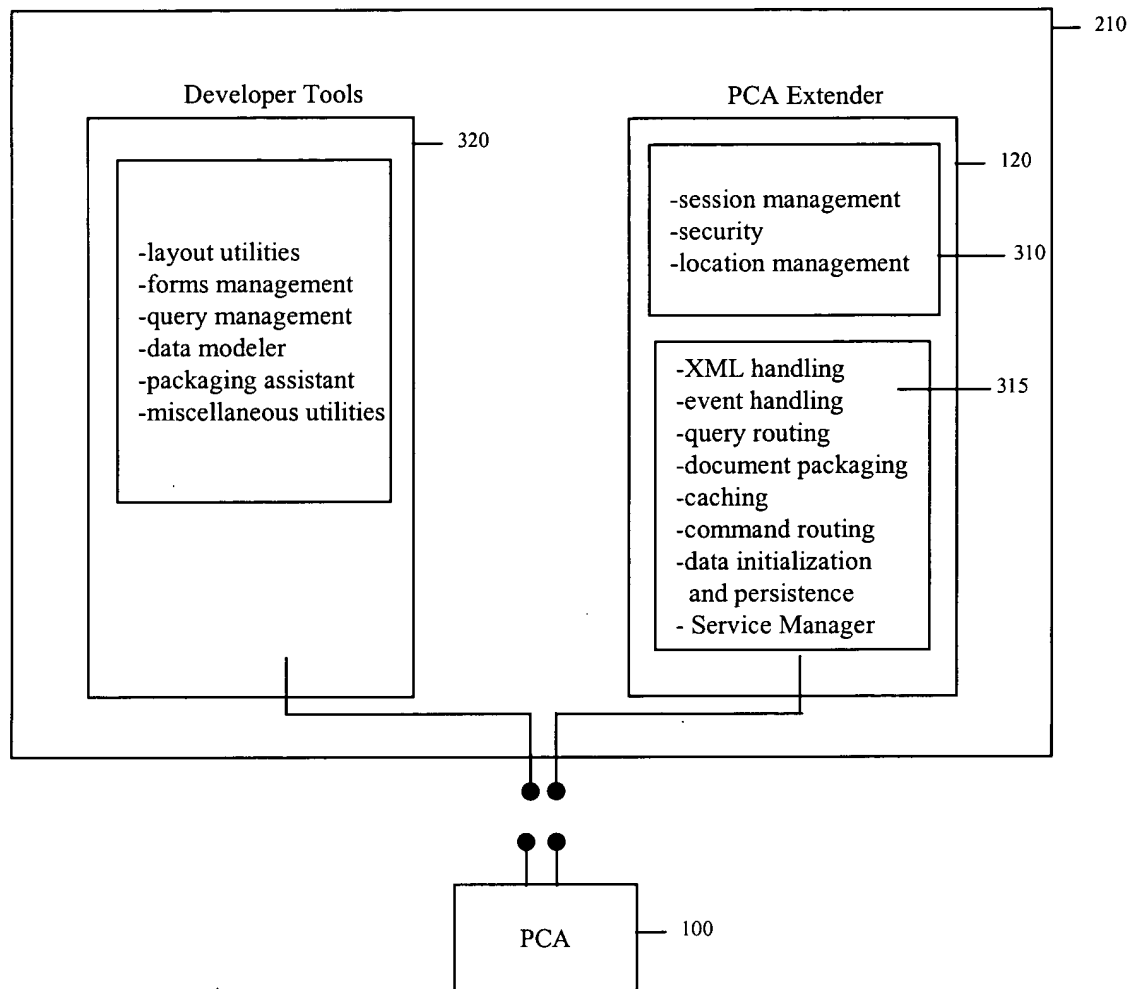 210
Developer Tools
320
-layout utilities
-forms management
-query management
-data modeler
-packaging assistant
-miscellaneous utilities
PCA Extender
120
-session management
-security
-location management
310
-XML handling
315
-event handling
-query routing
-document packaging
-caching
-command routing
-data initialization
and persistence
- Service Manager
PCA
100